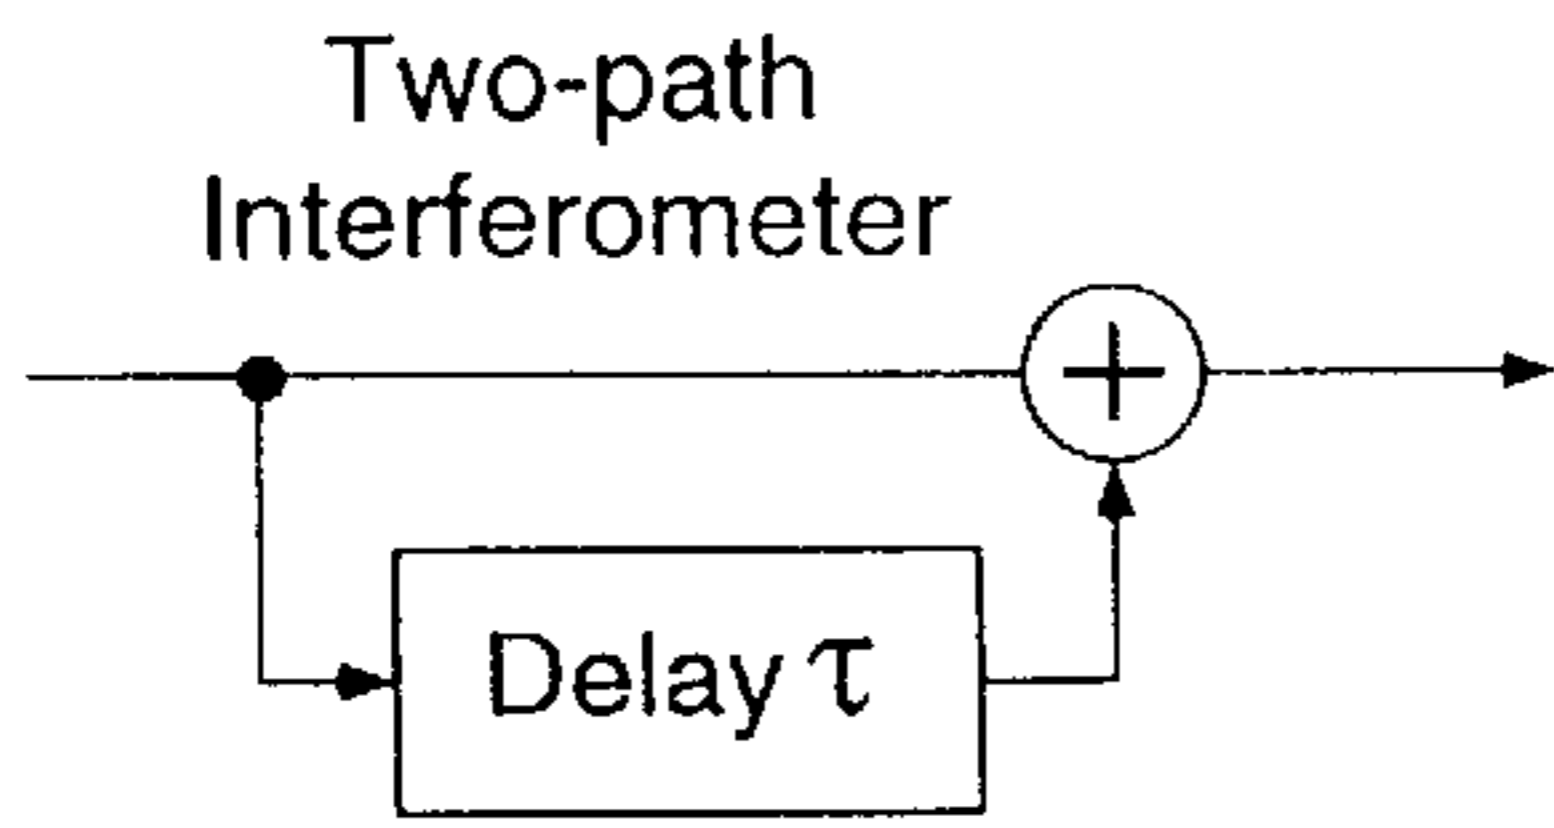 Two-path
Interferometer
+
Delay τ